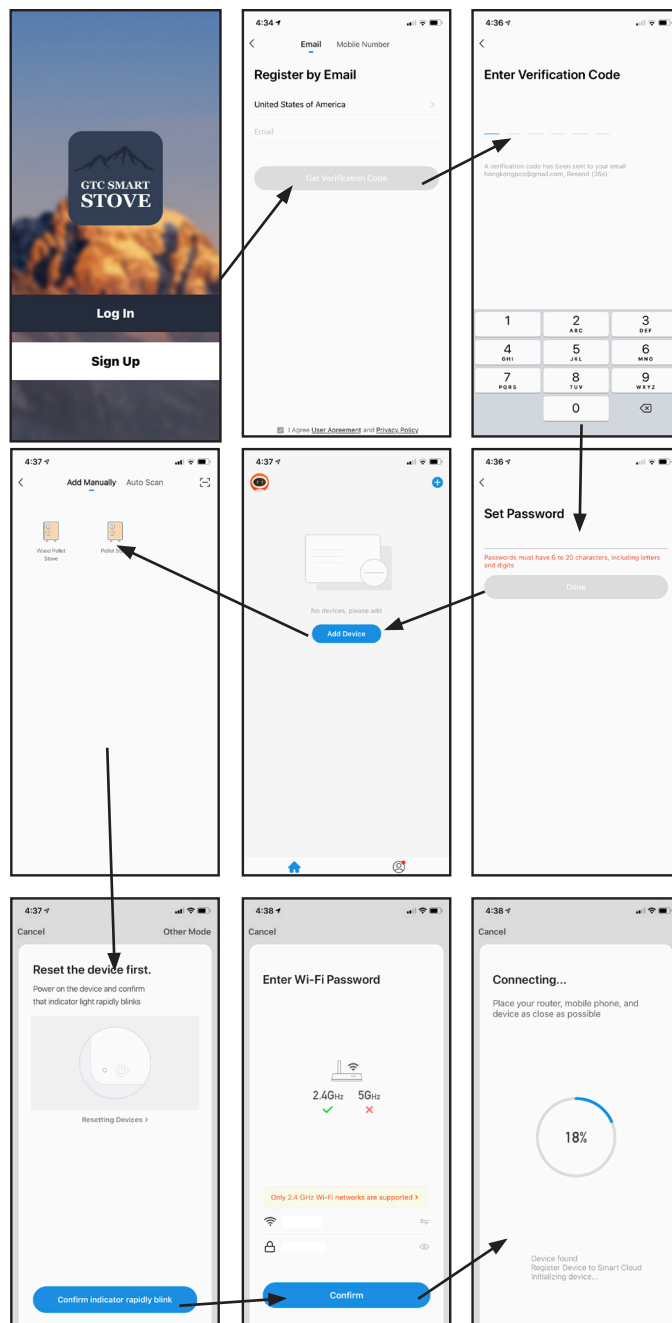 GTC SMART
STOVE
Log In
Sign Up
4:34
Email Mobile Number
Register by Email
United States of America
Email
Get Verification Code
I Agree User Agreement and Privacy Policy
4:36
Enter Verification Code
A verification code has been sent to your email
hongkongpco@gmail.com, Resend (35s)
1 2 3
ABC DEF
4 5 6
GHI JKL MNO
7 8 9
PQRS TUV WXYZ
0
4:37
Add Manually Auto Scan
Wood Pellet Pellet
Stove
4:37
No devices, please add
Add Device
4:36
Set Password
Passwords must have 6 to 20 characters, including letters
and digits
Done
4:37
Cancel Other Mode
Reset the device first.
Power on the device and confirm
that indicator light rapidly blinks
Resetting Devices >
Confirm indicator rapidly blink
4:38
Cancel
Enter Wi-Fi Password
2.4GHz 5GHz
Only 2.4 GHz Wi-Fi networks are supported >
Confirm
4:38
Cancel
Connecting...
Place your router, mobile phone, and
device as close as possible
18%
Device found
Register Device to Smart Cloud
Initializing device...